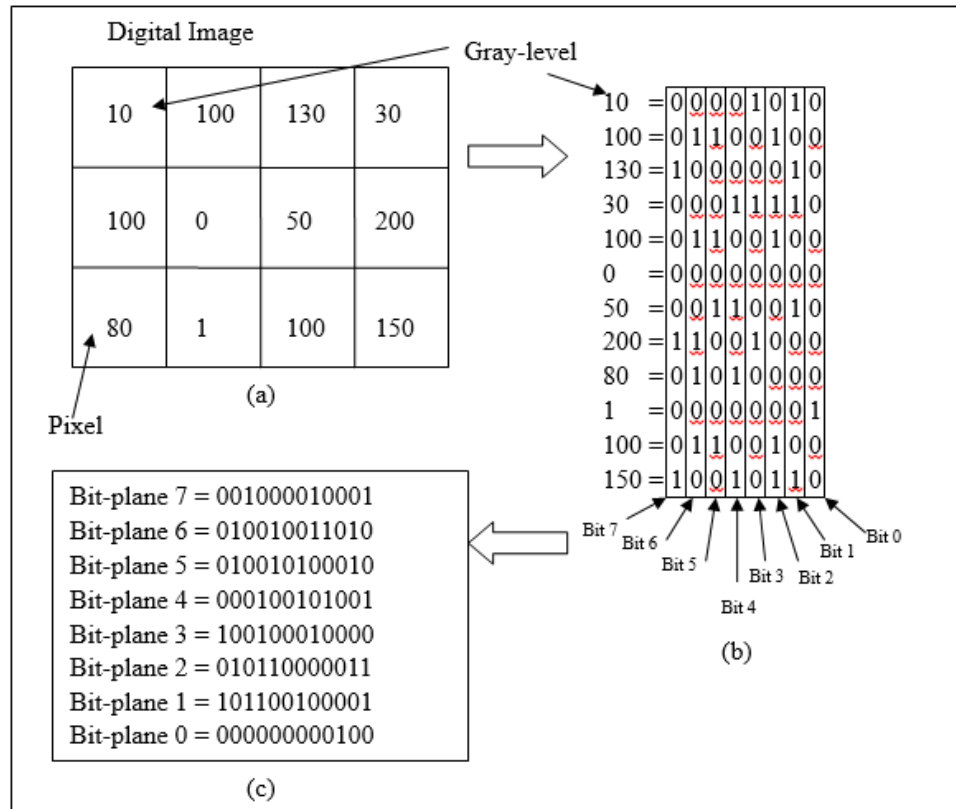 Digital Image
Gray-level
10 100 130 30
100 0 50 200
80 1 100 150
(a)
Pixel
10 = 0 0 0 0 1 0 1 0
100 = 0 1 1 0 0 1 0 0
130 = 1 0 0 0 0 0 1 0
30 = 0 0 0 1 1 1 1 0
100 = 0 1 1 0 0 1 0 0
0 = 0 0 0 0 0 0 0 0
50 = 0 0 1 1 0 0 1 0
200 = 1 1 0 0 1 0 0 0
80 = 0 1 0 1 0 0 0 0
1 = 0 0 0 0 0 0 0 1
100 = 0 1 1 0 0 1 0 0
150 = 1 0 0 1 0 1 1 0
Bit 7 Bit 6 Bit 5 Bit 4 Bit 3 Bit 2 Bit 1 Bit 0
(b)
Bit-plane 7 = 001000010001
Bit-plane 6 = 010010011010
Bit-plane 5 = 010010100010
Bit-plane 4 = 000100101001
Bit-plane 3 = 100100010000
Bit-plane 2 = 010110000011
Bit-plane 1 = 101100100001
Bit-plane 0 = 000000000100
(c)